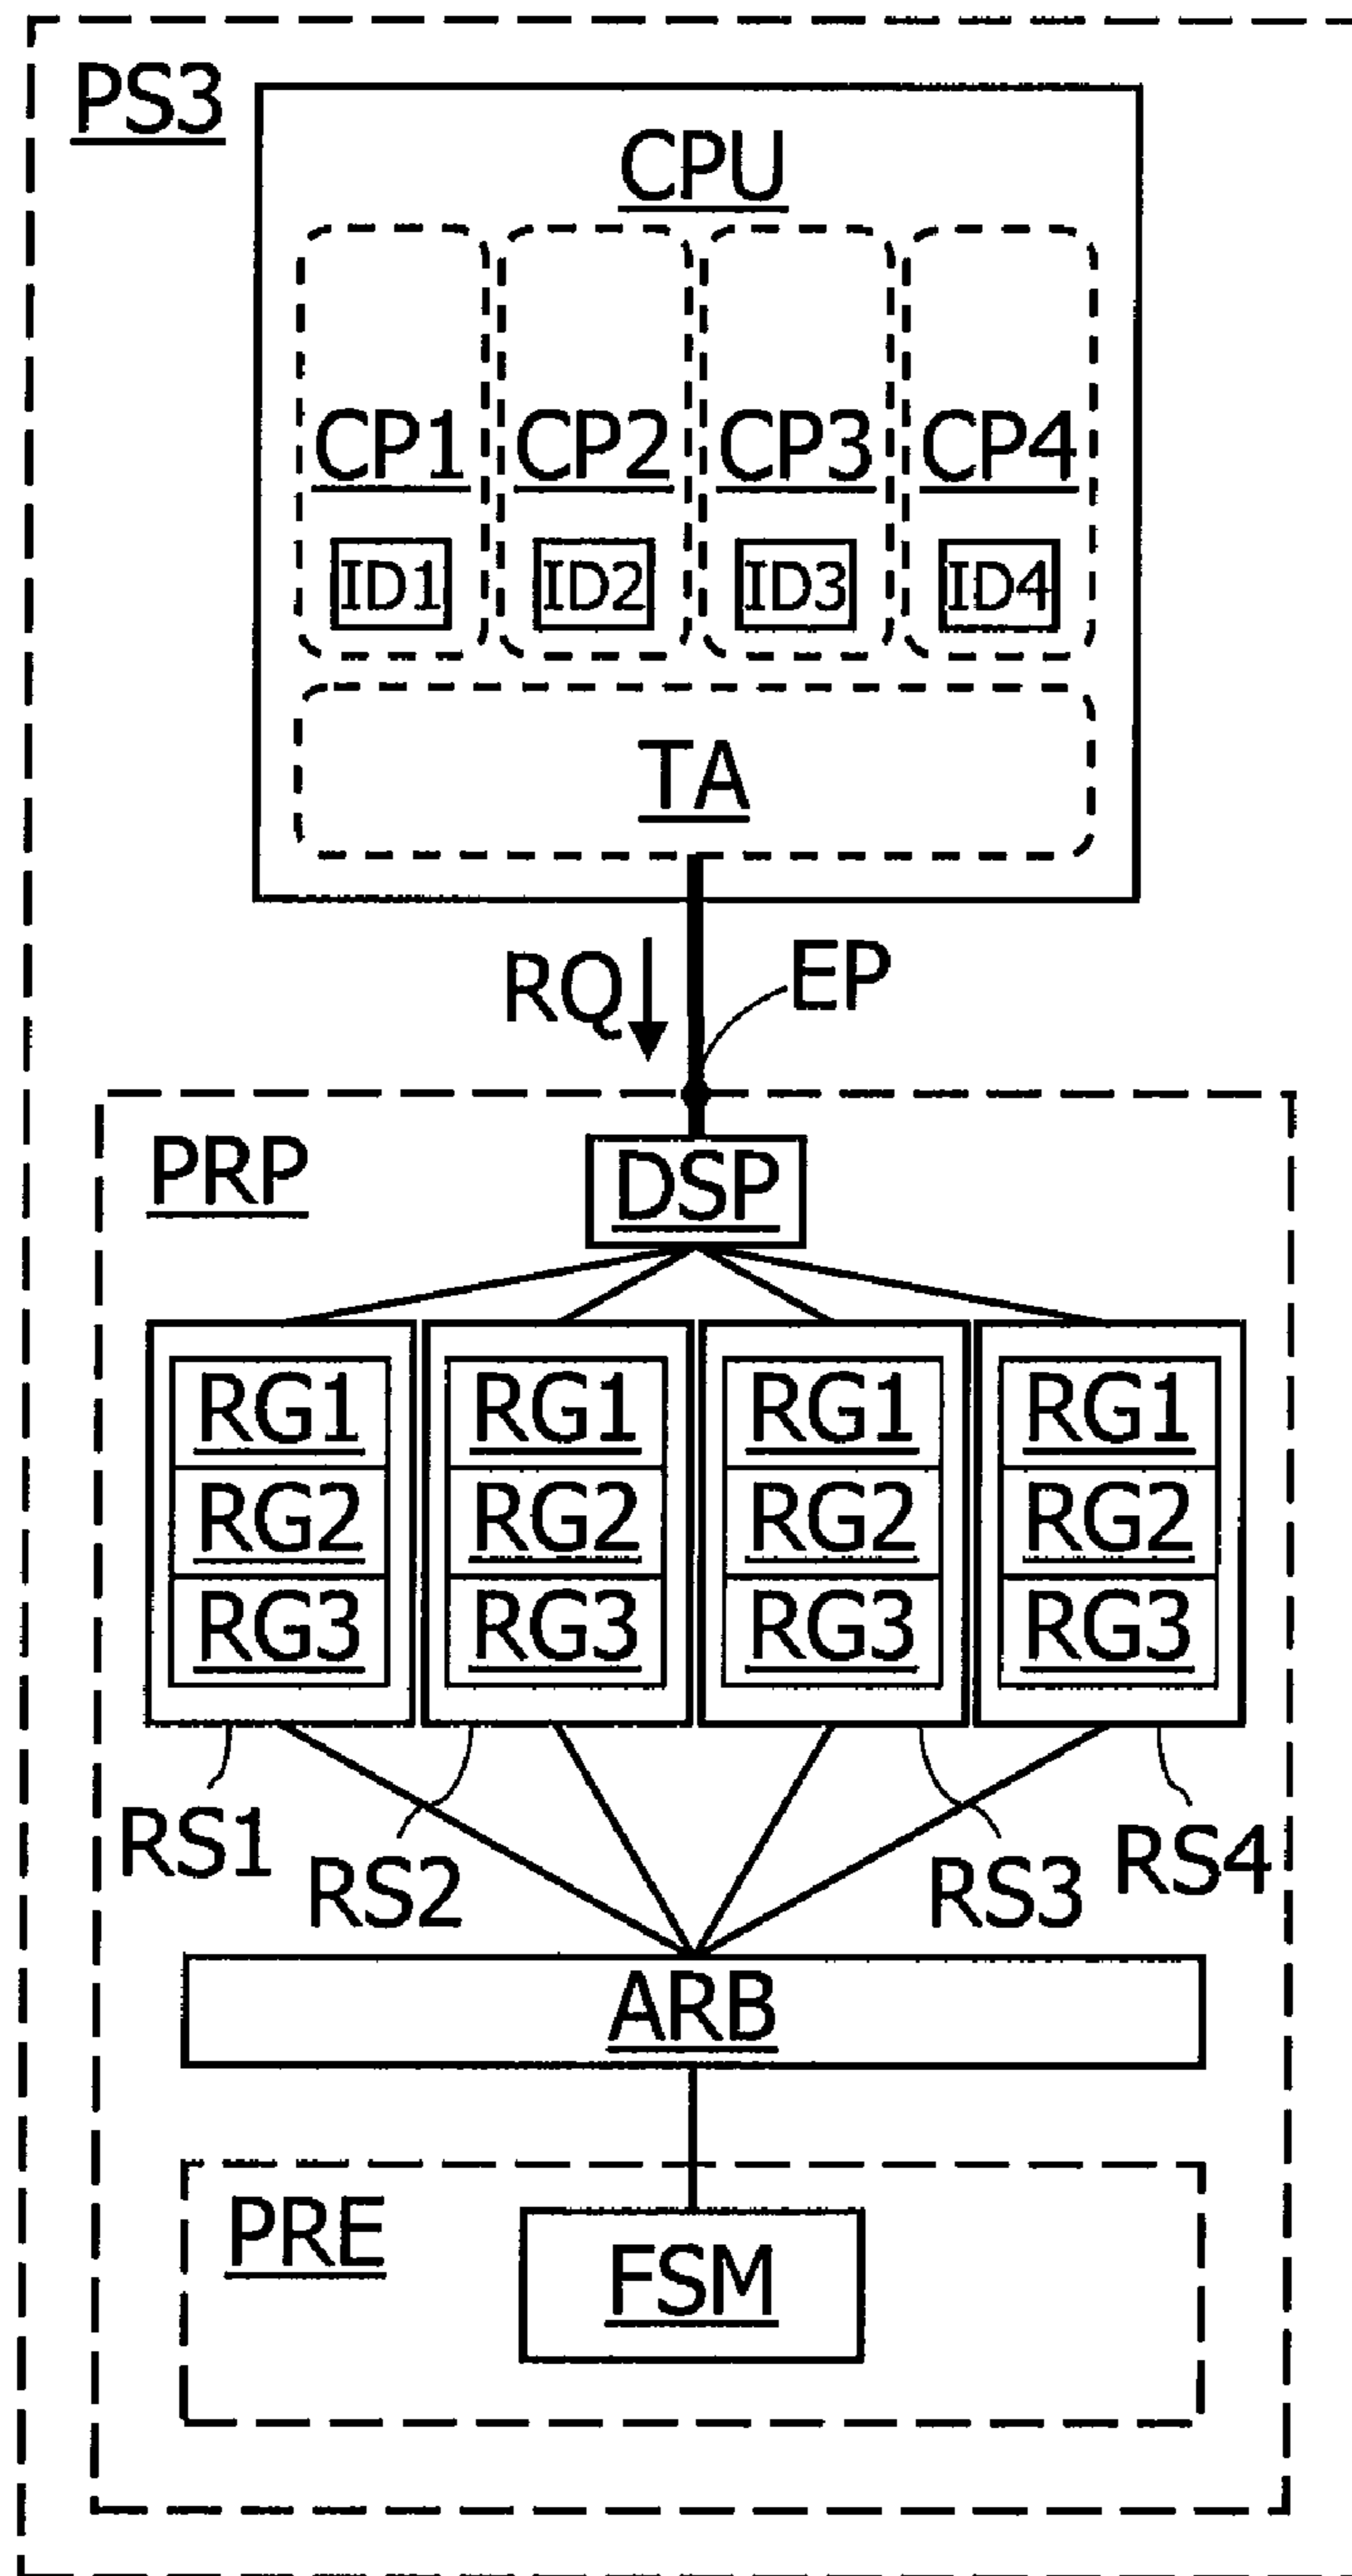 PS3
CPU
CP1 CP2 CP3 CP4
ID1 ID2 ID3 ID4
TA
RQ EP
PRP
DSP
RG1 RG1 RG1 RG1
RG2 RG2 RG2 RG2
RG3 RG3 RG3 RG3
RS1 RS2 RS3 RS4
ARB
PRE
FSM